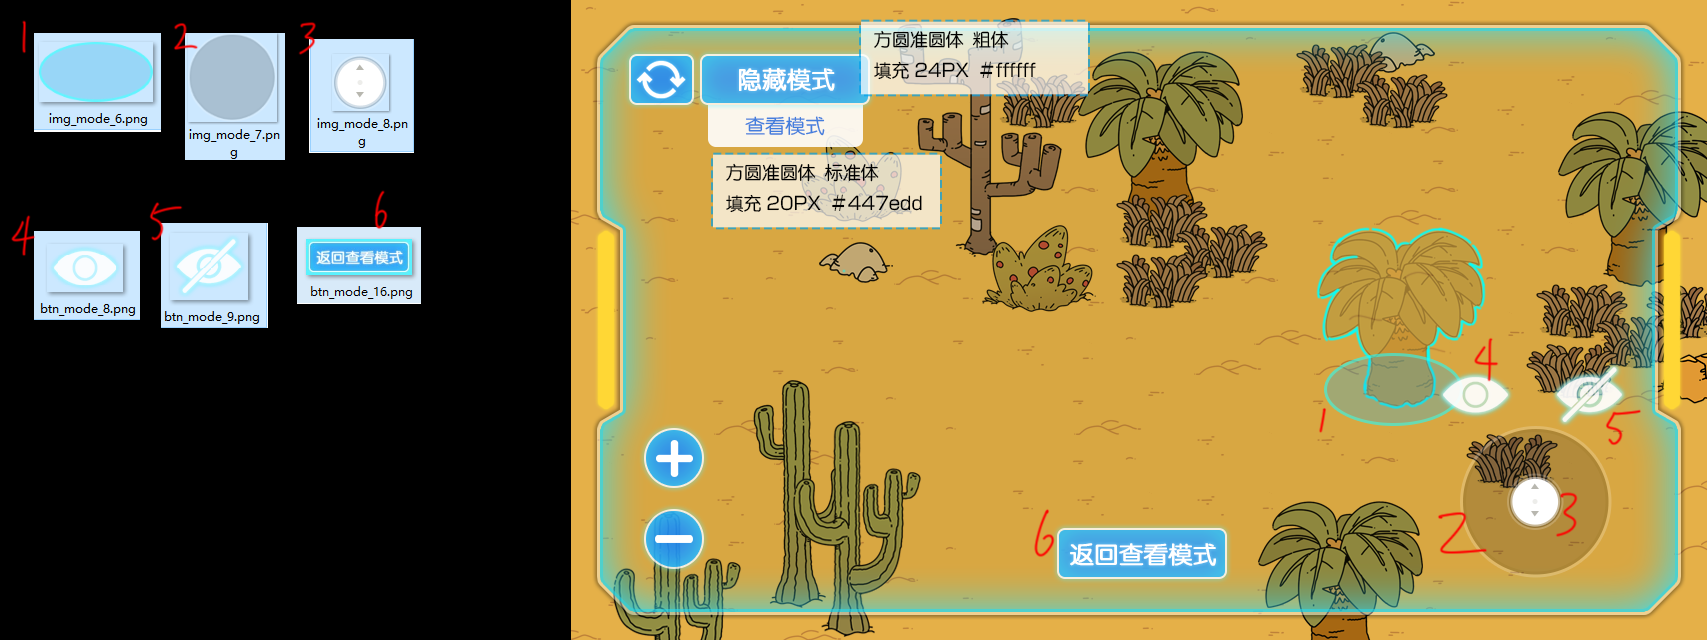 1
2
3
img_mode_6.png
img_mode_7.pn
g
img_mode_8.pn
g
4
5
6
返回查看模式
btn_mode_8.png
btn_mode_9.png
btn_mode_16.png
方圆准圆体 粗体
填充 24PX #ffffff
隐藏模式
查看模式
方圆准圆体 标准体
填充 20PX #447edd
4
1
5
2
3
6
返回查看模式